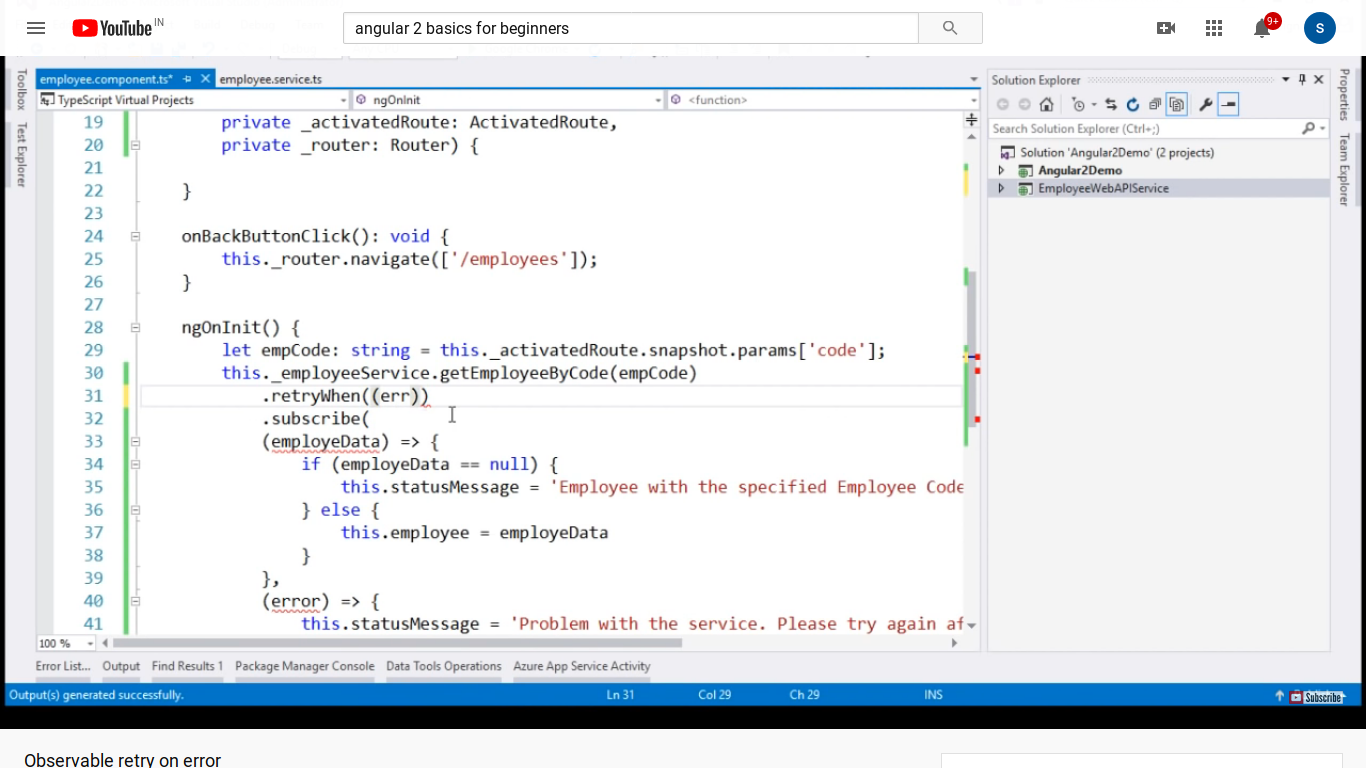 YouTube IN
angular 2 basics for beginners
9+
S
Toolbox
Test Explorer
employee.component.ts*
employee.service.ts
TypeScript Virtual Projects
ngOnInit
<function>
19 private _activatedRoute: ActivatedRoute,
20 private _router: Router) {
21
22 }
23
24 onBackButtonClick(): void {
25 this._router.navigate(['/employees']);
26 }
27
28 ngOnInit() {
29 let empCode: string = this._activatedRoute.snapshot.params['code'];
30 this._employeeService.getEmployeeByCode(empCode)
31 .retryWhen((err))
32 .subscribe(
33 (employeData) => {
34 if (employeData == null) {
35 this.statusMessage = 'Employee with the specified Employee Code
36 } else {
37 this.employee = employeData
38 }
39 },
40 (error) => {
41 this.statusMessage = 'Problem with the service. Please try again af
100 %
Solution Explorer
Search Solution Explorer (Ctrl+;)
Solution 'Angular2Demo' (2 projects)
Angular2Demo
EmployeeWebAPIService
Properties
Team Explorer
Error List... Output Find Results 1 Package Manager Console Data Tools Operations Azure App Service Activity
Output(s) generated successfully. Ln 31 Col 29 Ch 29 INS
Subscribe
Observable retry on error